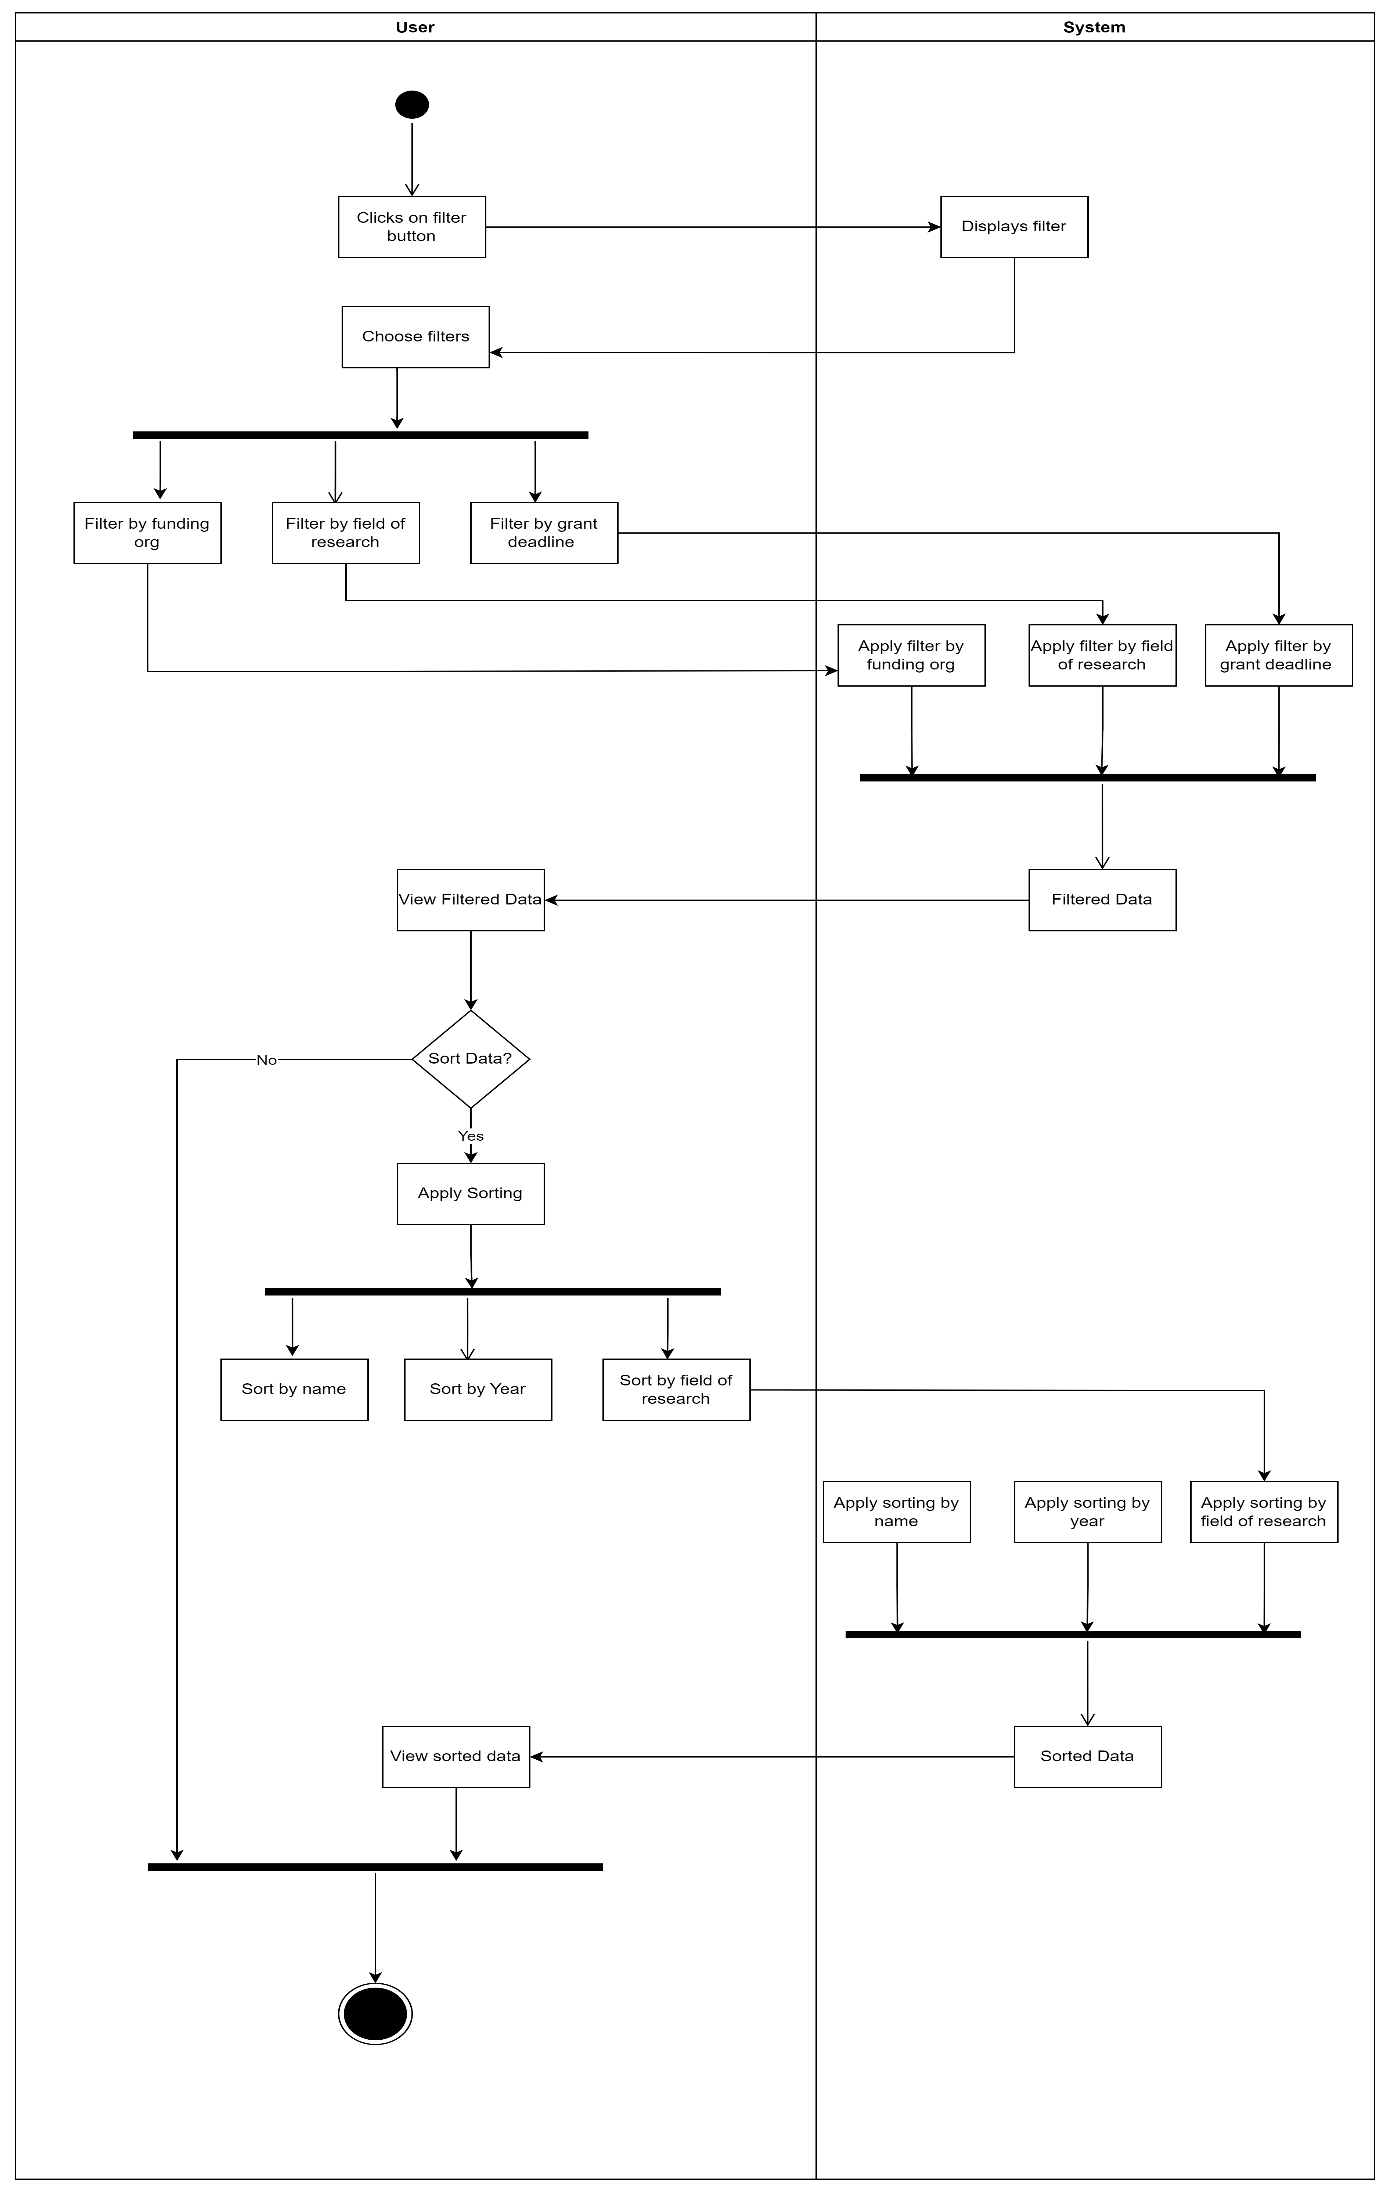 User
System
Clicks on filter
button
Displays filter
Choose filters
Filter by funding
org
Filter by field of
research
Filter by grant
deadline
Apply filter by
funding org
Apply filter by field
of research
Apply filter by
grant deadline
View Filtered Data
Filtered Data
Sort Data?
No
Yes
Apply Sorting
Sort by name
Sort by Year
Sort by field of
research
Apply sorting by
name
Apply sorting by
year
Apply sorting by
field of research
View sorted data
Sorted Data